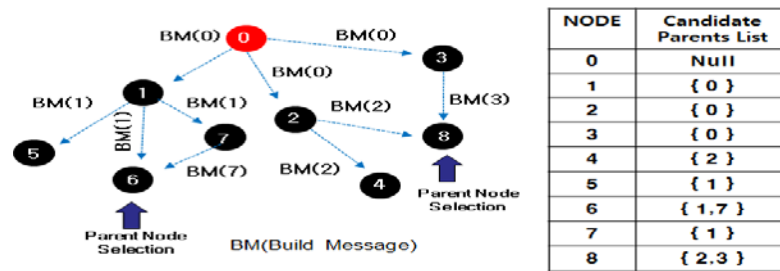 0
BM(0)
BM(0)
BM(0)
3
1
BM(1)
BM(1)
BM(1)
BM(3)
2
BM(2)
7
8
5
BM(7)
BM(2)
6
4
Parent Node
Selection
Parent Node
Selection
BM(Build Message)
NODE Candidate Parents List
0 Null
1 { 0 }
2 { 0 }
3 { 0 }
4 { 2 }
5 { 1 }
6 { 1,7 }
7 { 1 }
8 { 2.3 }